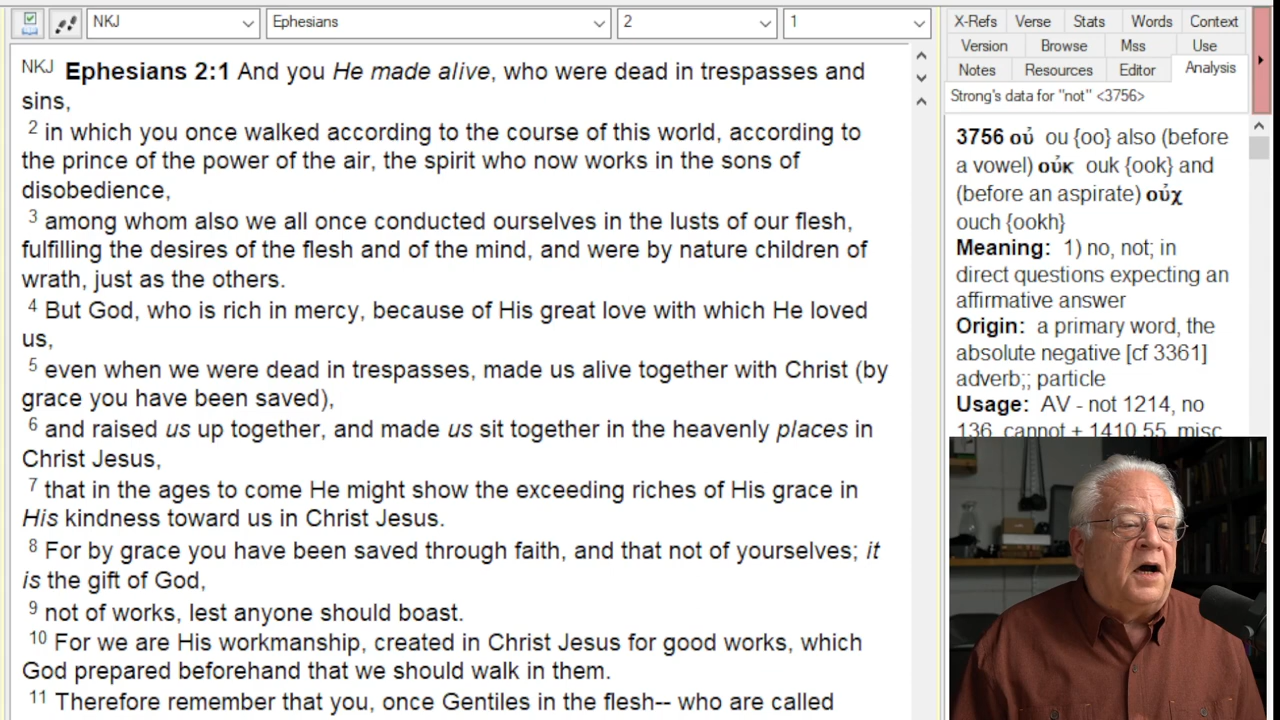 NKJ
Ephesians
2
1
NKJ Ephesians 2:1 And you He made alive, who were dead in trespasses and
sins,
2 in which you once walked according to the course of this world, according to
the prince of the power of the air, the spirit who now works in the sons of
disobedience,
3 among whom also we all once conducted ourselves in the lusts of our flesh,
fulfilling the desires of the flesh and of the mind, and were by nature children of
wrath, just as the others.
4 But God, who is rich in mercy, because of His great love with which He loved
us,
5 even when we were dead in trespasses, made us alive together with Christ (by
grace you have been saved),
6 and raised us up together, and made us sit together in the heavenly places in
Christ Jesus,
7 that in the ages to come He might show the exceeding riches of His grace in
His kindness toward us in Christ Jesus.
8 For by grace you have been saved through faith, and that not of yourselves; it
is the gift of God,
9 not of works, lest anyone should boast.
10 For we are His workmanship, created in Christ Jesus for good works, which
God prepared beforehand that we should walk in them.
11 Therefore remember that you, once Gentiles in the flesh-- who are called
X-Refs Verse Stats Words Context
Version Browse Mss Use
Notes Resources Editor Analysis
Strong's data for "not" <3756>
3756 οὐ ou {oo} also (before
a vowel) οὐκ ouk {ook} and
(before an aspirate) οὐχ
ouch {ookh}
Meaning: 1) no, not; in
direct questions expecting an
affirmative answer
Origin: a primary word, the
absolute negative [cf 3361]
adverb;; particle
Usage: AV - not 1214, no
136, cannot + 1410 55, misc